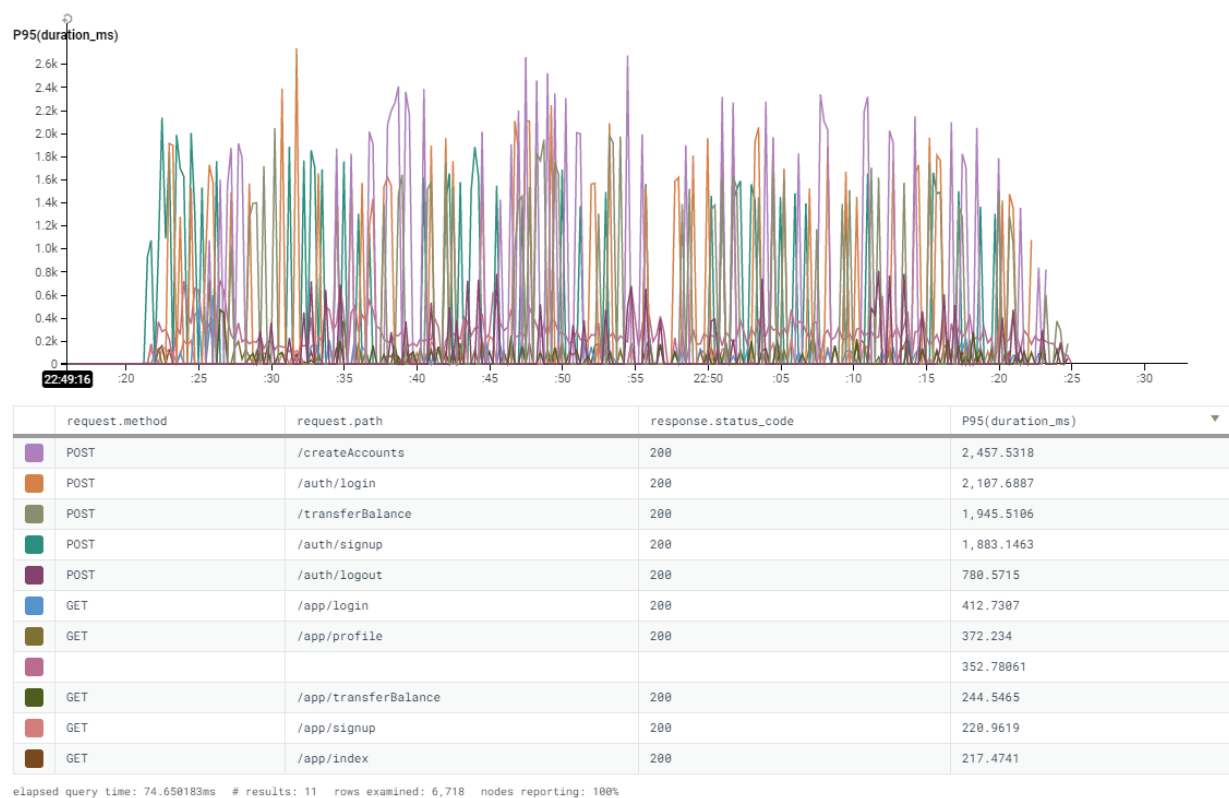 P95(duration_ms)
2.6k
2.4k
2.2k
2.0k
1.8k
1.6k
1.4k
1.2k
1.0k
0.8k
0.6k
0.4k
0.2k
0
22:49:16 :20 :25 :30 :35 :40 :45 :50 :55 22:50 :05 :10 :15 :20 :25 :30
request.method request.path response.status_code P95(duration_ms)
POST /createAccounts 200 2,457.5318
POST /auth/login 200 2,107.6887
POST /transferBalance 200 1,945.5106
POST /auth/signup 200 1,883.1463
POST /auth/logout 200 780.5715
GET /app/login 200 412.7307
GET /app/profile 200 372.234
352.78061
GET /app/transferBalance 200 244.5465
GET /app/signup 200 220.9619
GET /app/index 200 217.4741
elapsed query time: 74.650183ms # results: 11 rows examined: 6,718 nodes reporting: 100%